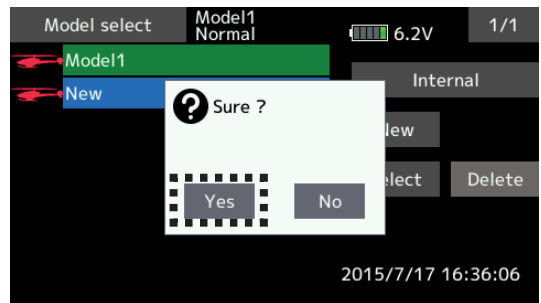 Model select
Model1
Normal
6.2V
1/1
Model1
New
Internal
Sure ?
New
elect
Delete
Yes
No
2015/7/17 16:36:06